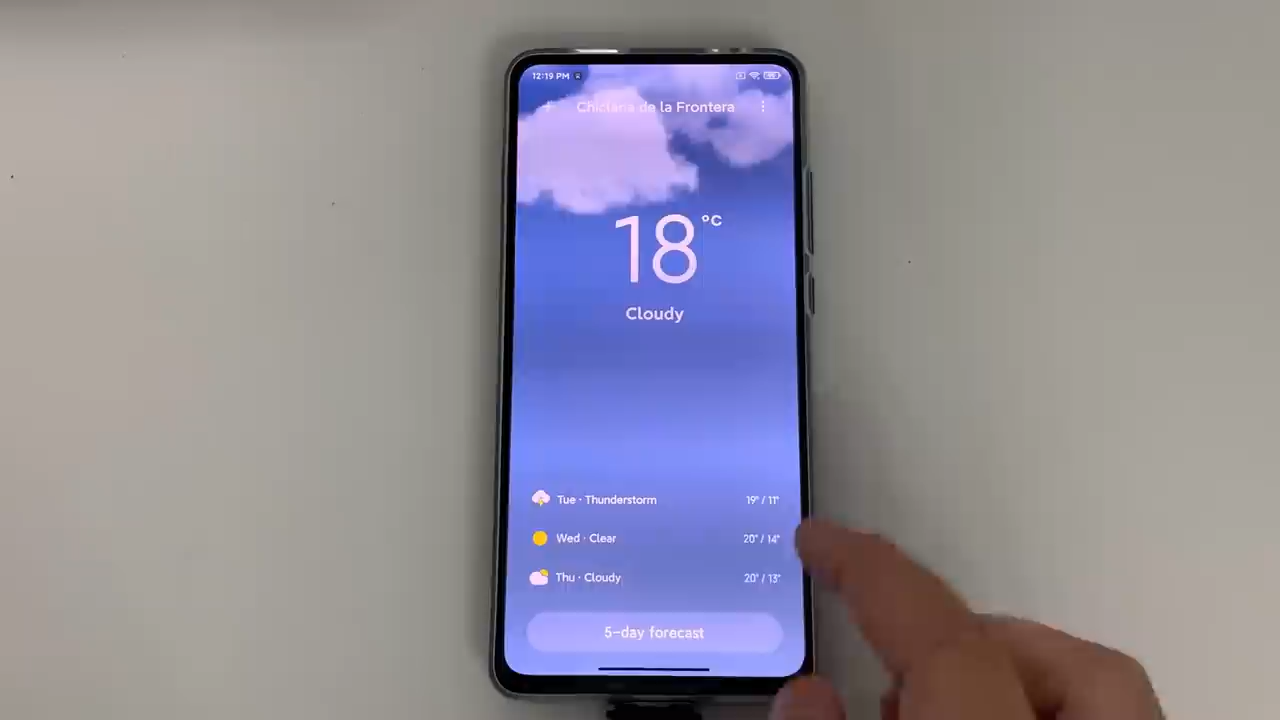 12:19 PM
Chiclana de la Frontera
18 °C
Cloudy
Tue · Thunderstorm 19° / 11°
Wed · Clear 20° / 14°
Thu · Cloudy 20° / 13°
5-day forecast